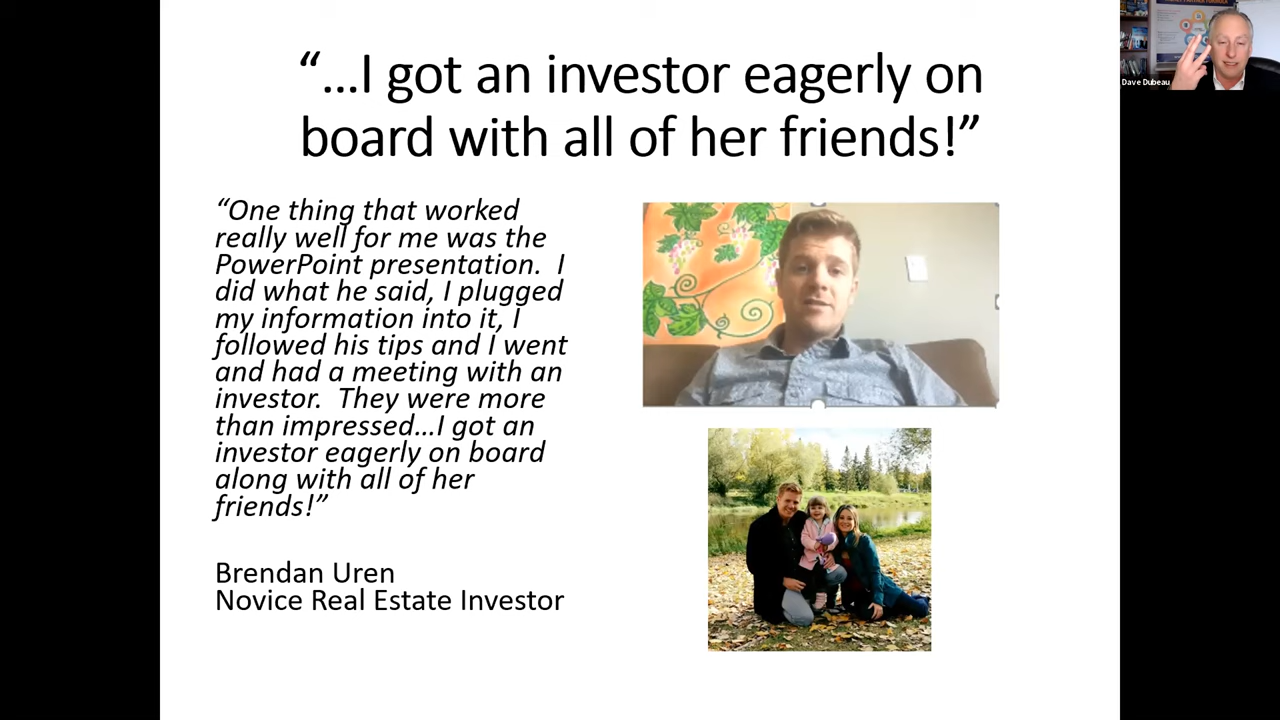 “...I got an investor eagerly on
board with all of her friends!”
“One thing that worked
really well for me was the
PowerPoint presentation.  I
did what he said, I plugged
my information into it, I
followed his tips and I went
and had a meeting with an
investor.  They were more
than impressed...I got an
investor eagerly on board
along with all of her
friends!”
Brendan Uren
Novice Real Estate Investor
Dave Dubeau